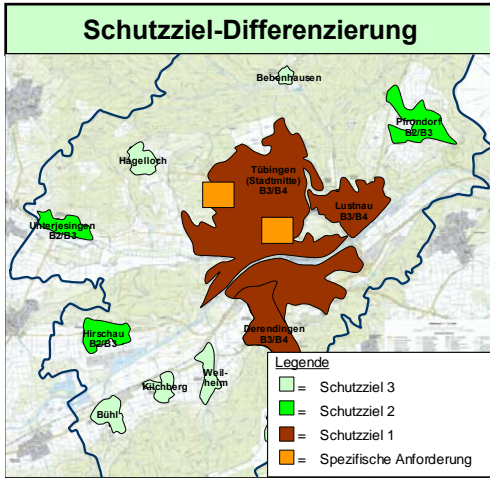 Schutzziel-Differenzierung
Bebenhausen
Pfrondorf
B2/B3
Hagelloch
Tübingen
(Stadtmitte)
B3/B4
Lustnau
B3/B4
Unterjesingen
B2/B3
Hirschau
B2/B3
Derendingen
B3/B4
Weil-
heim
Kilchberg
Bühl
Legende
= Schutzziel 3
= Schutzziel 2
= Schutzziel 1
= Spezifische Anforderung